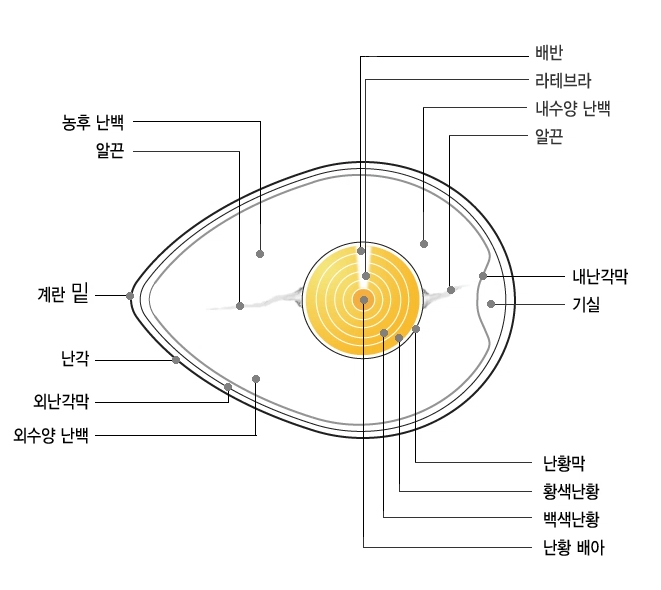 배반
라테브라
내수양 난백
알끈
농후 난백
알끈
계란 밑
난각
외난각막
외수양 난백
내난각막
기실
난황막
황색난황
백색난황
난황 배아